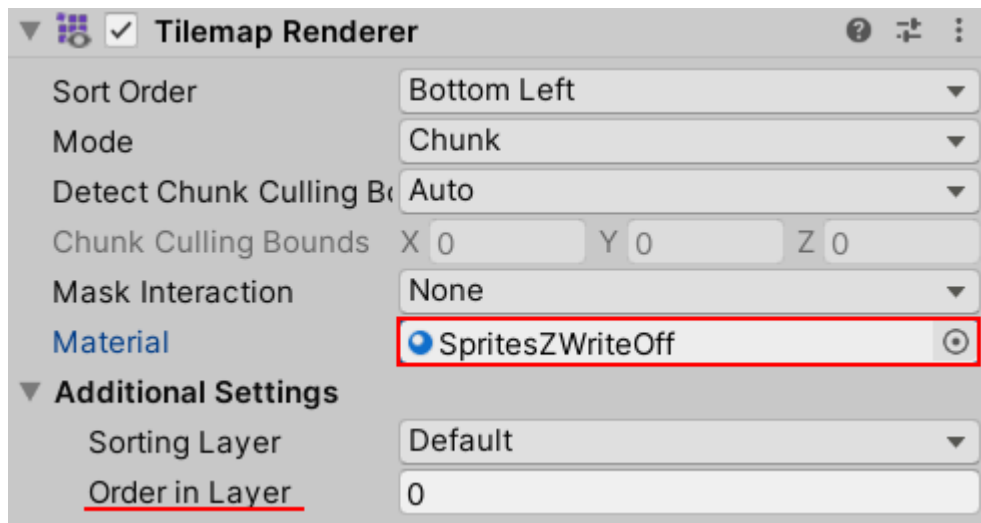 Tilemap Renderer
Sort Order Bottom Left
Mode Chunk
Detect Chunk Culling Bo Auto
Chunk Culling Bounds X 0 Y 0 Z 0
Mask Interaction None
Material SpritesZWriteOff
Additional Settings
Sorting Layer Default
Order in Layer 0